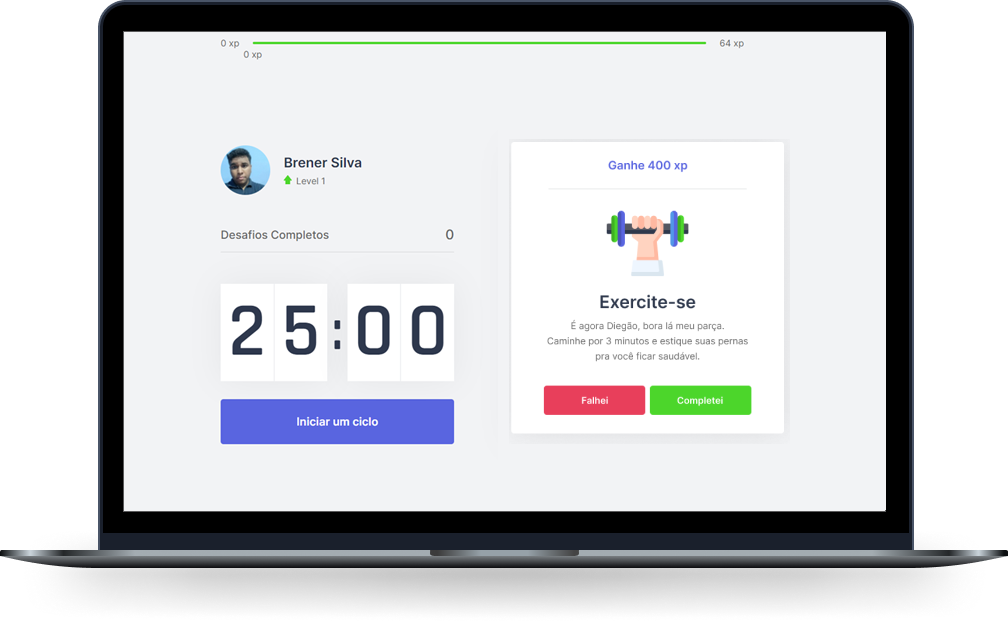 0 xp
64 xp
0 xp
Brener Silva
Level 1
Desafios Completos
0
25:00
Iniciar um ciclo
Ganhe 400 xp
Exercite-se
É agora Diegão, bora lá meu parça.
Caminhe por 3 minutos e estique suas pernas
pra você ficar saudável.
Falhei
Completei